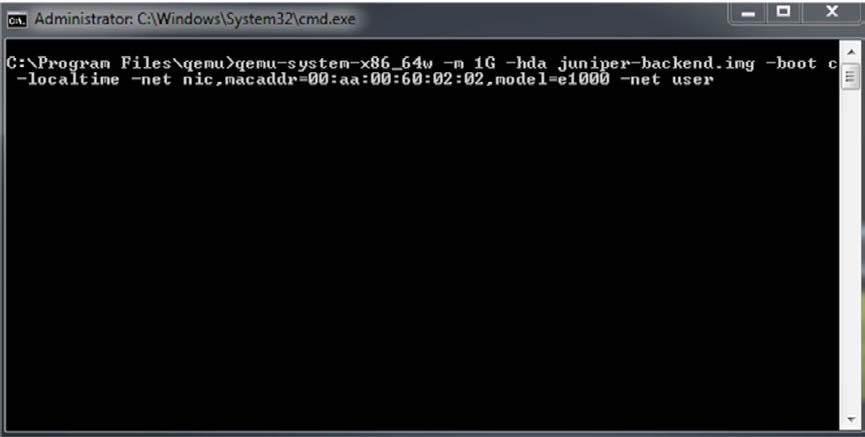 Administrator: C:\Windows\System32\cmd.exe
C:\Program Files\qemu>qemu-system-x86_64w -m 1G -hda juniper-backend.img -boot c
-localtime -net nic,macaddr=00:aa:00:60:02:02,model=e1000 -net user